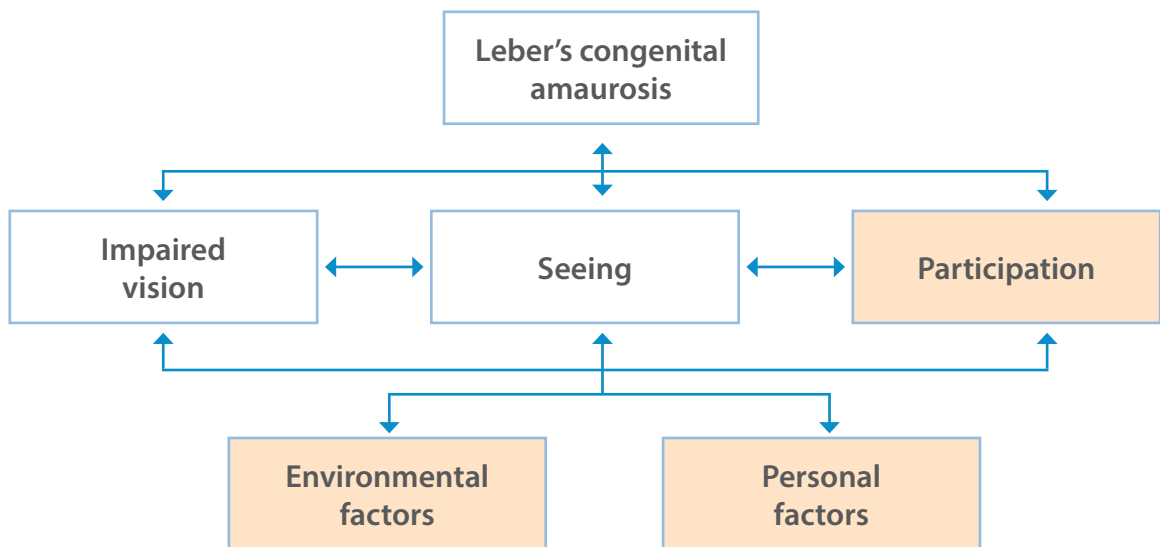 Leber’s congenital
amaurosis
Impaired
vision
Seeing
Participation
Environmental
factors
Personal
factors